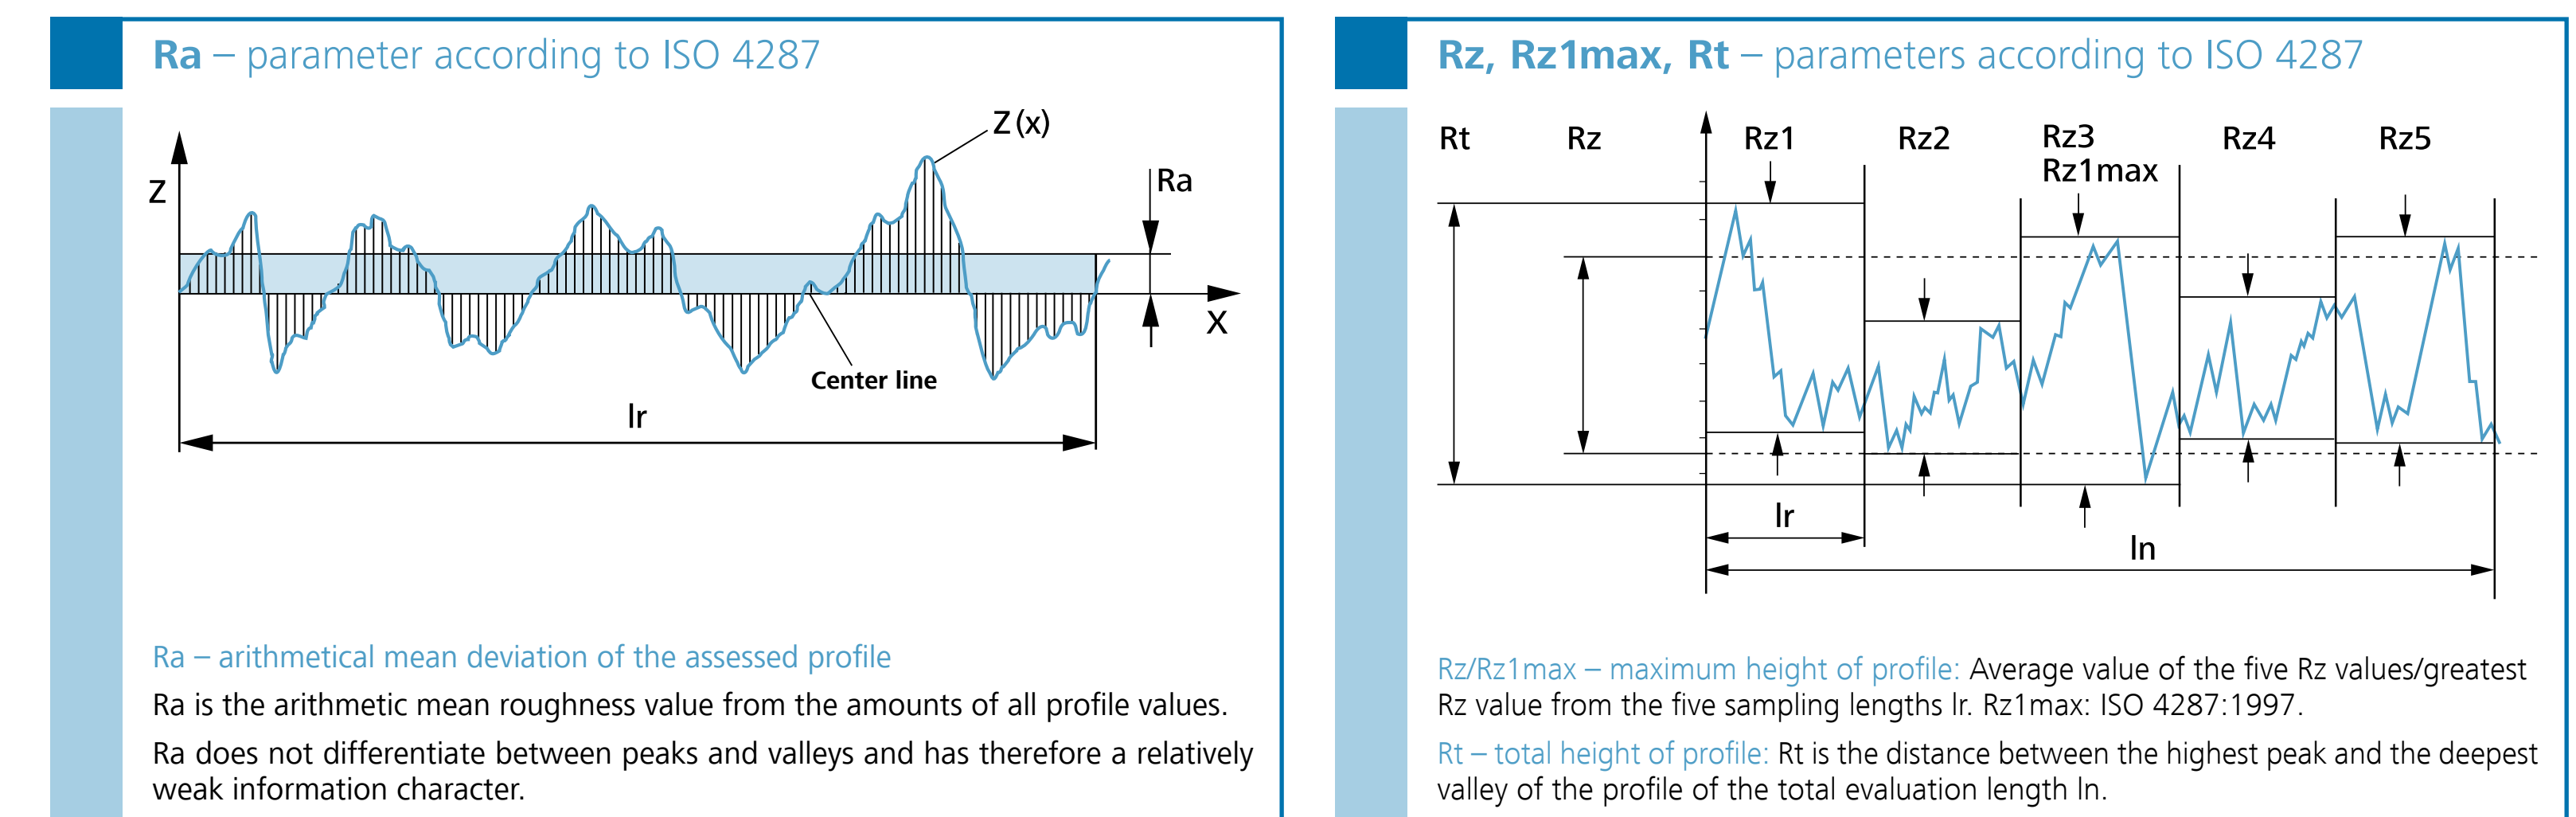 Ra – parameter according to ISO 4287
Z (x)
Z
Ra
X
Center line
lr
Ra – arithmetical mean deviation of the assessed profile
Ra is the arithmetic mean roughness value from the amounts of all profile values.
Ra does not differentiate between peaks and valleys and has therefore a relatively
weak information character.
Rz, Rz1max, Rt – parameters according to ISO 4287
Rt Rz Rz1 Rz2 Rz3 Rz4 Rz5
Rz1max
lr
ln
Rz/Rz1max – maximum height of profile: Average value of the five Rz values/greatest
Rz value from the five sampling lengths lr. Rz1max: ISO 4287:1997.
Rt – total height of profile: Rt is the distance between the highest peak and the deepest
valley of the profile of the total evaluation length ln.